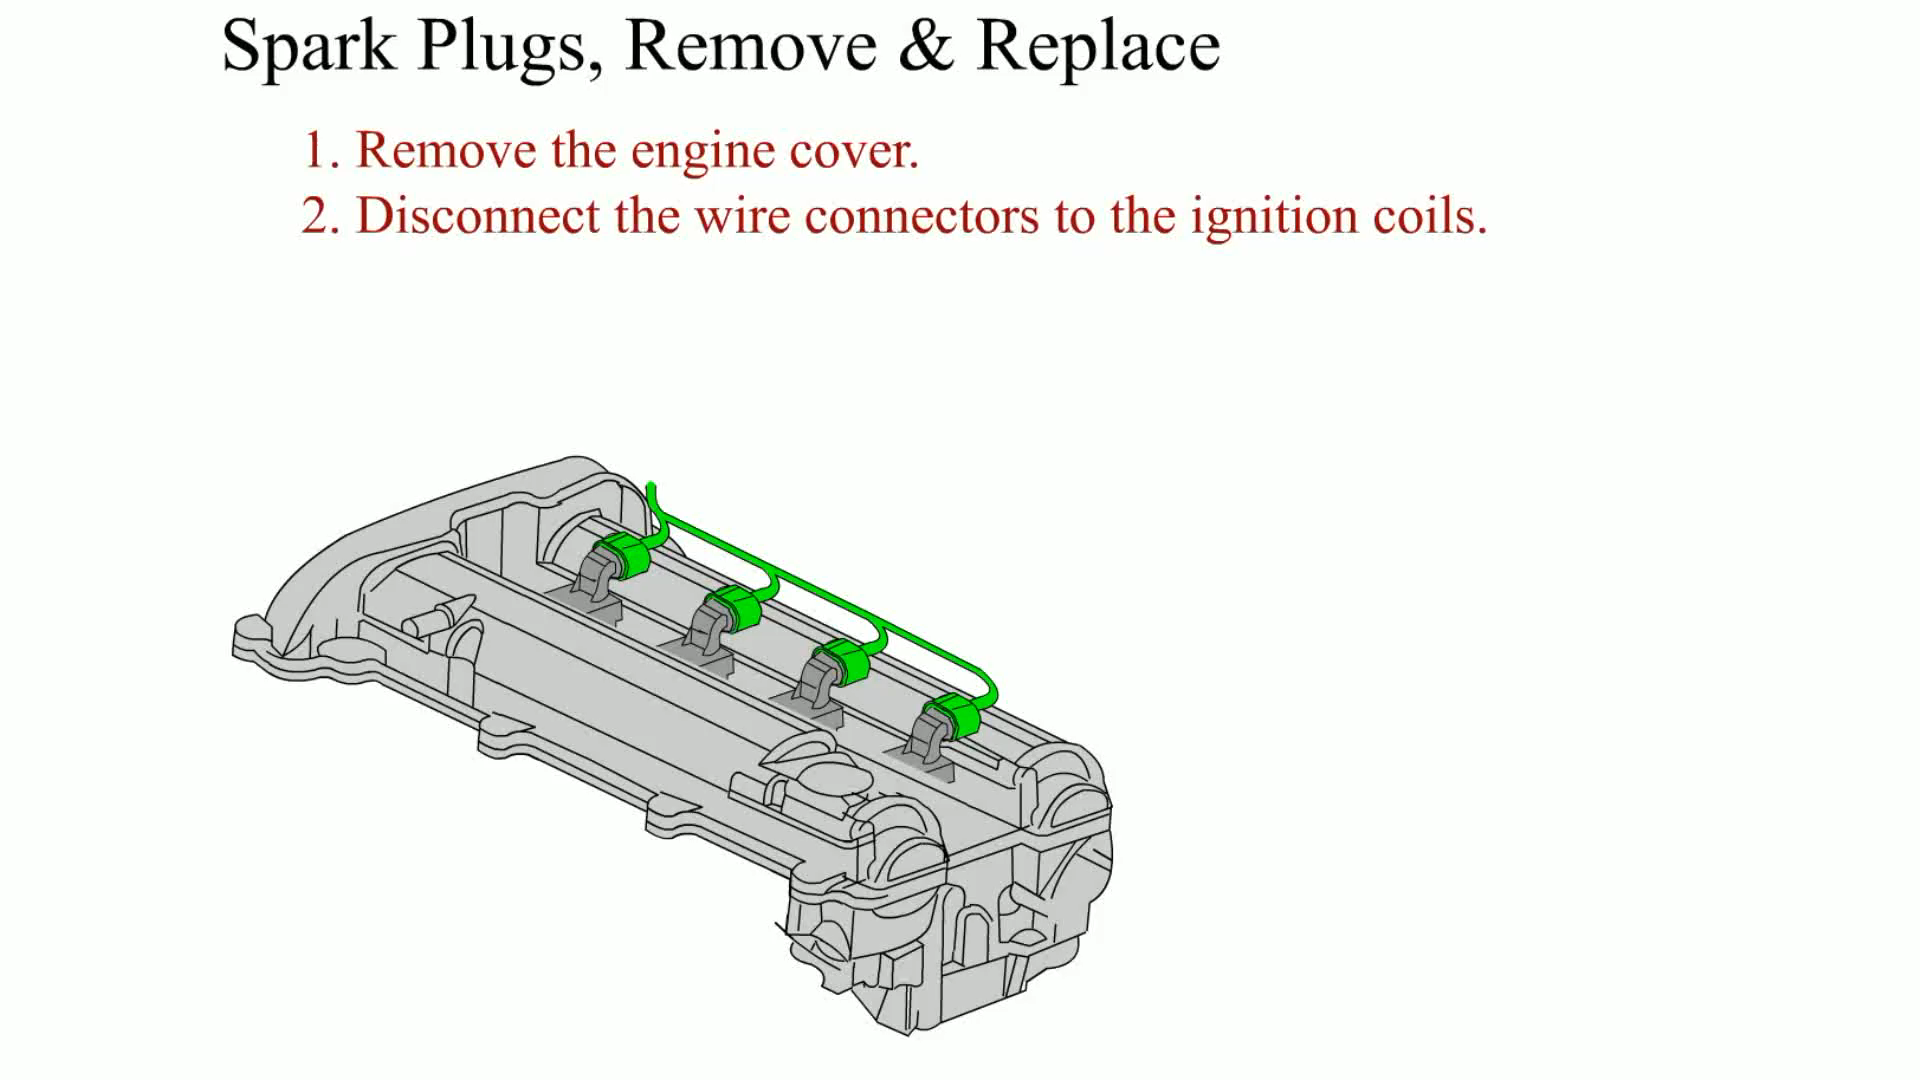 Spark Plugs, Remove & Replace
1. Remove the engine cover.
2. Disconnect the wire connectors to the ignition coils.